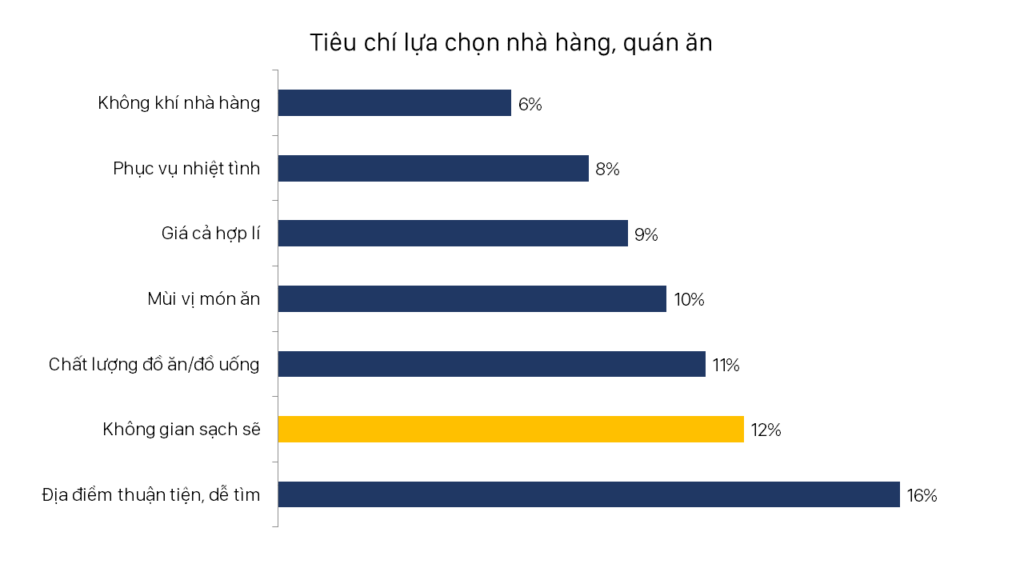 Tiêu chí lựa chọn nhà hàng, quán ăn
Không khí nhà hàng 6%
Phục vụ nhiệt tình 8%
Giá cả hợp lí 9%
Mùi vị món ăn 10%
Chất lượng đồ ăn/đồ uống 11%
Không gian sạch sẽ 12%
Địa điểm thuận tiện, dễ tìm 16%